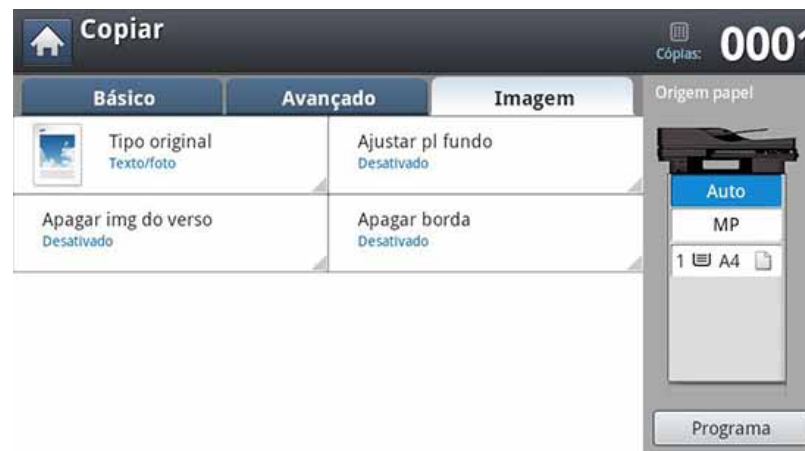 Copiar
Cópias:
0001
Básico
Avançado
Imagem
Origem papel
Tipo original
Texto/foto
Ajustar pl fundo
Desativado
Apagar img do verso
Desativado
Apagar borda
Desativado
Auto
MP
1 A4
Programa